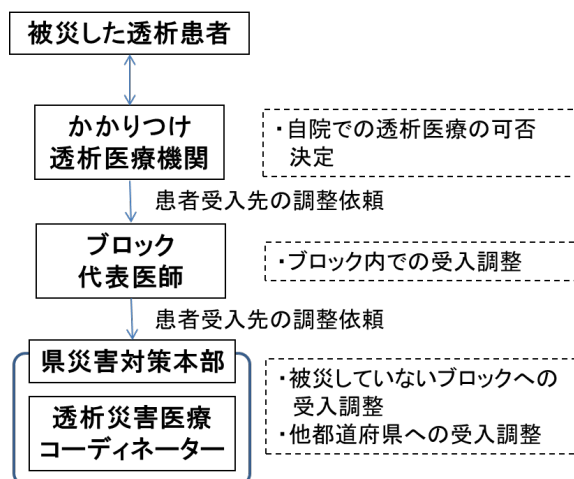 被災した透析患者
かかりつけ
透析医療機関
・自院での透析医療の可否
決定
患者受入先の調整依頼
ブロック
代表医師
・ブロック内での受入調整
患者受入先の調整依頼
県災害対策本部
透析災害医療
コーディネーター
・被災していないブロックへの
受入調整
・他都道府県への受入調整